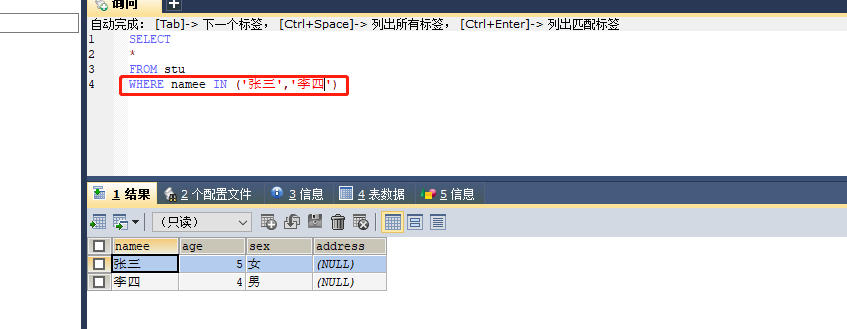 询问
自动完成: [Tab]-> 下一个标签, [Ctrl+Space]-> 列出所有标签, [Ctrl+Enter]-> 列出匹配标签
1 SELECT
2 *
3 FROM stu
4 WHERE namee IN ('张三','李四')
1 结果 2 个配置文件 3 信息 4 表数据 5 信息
(只读)
namee age sex address
张三 5 女 (NULL)
李四 4 男 (NULL)